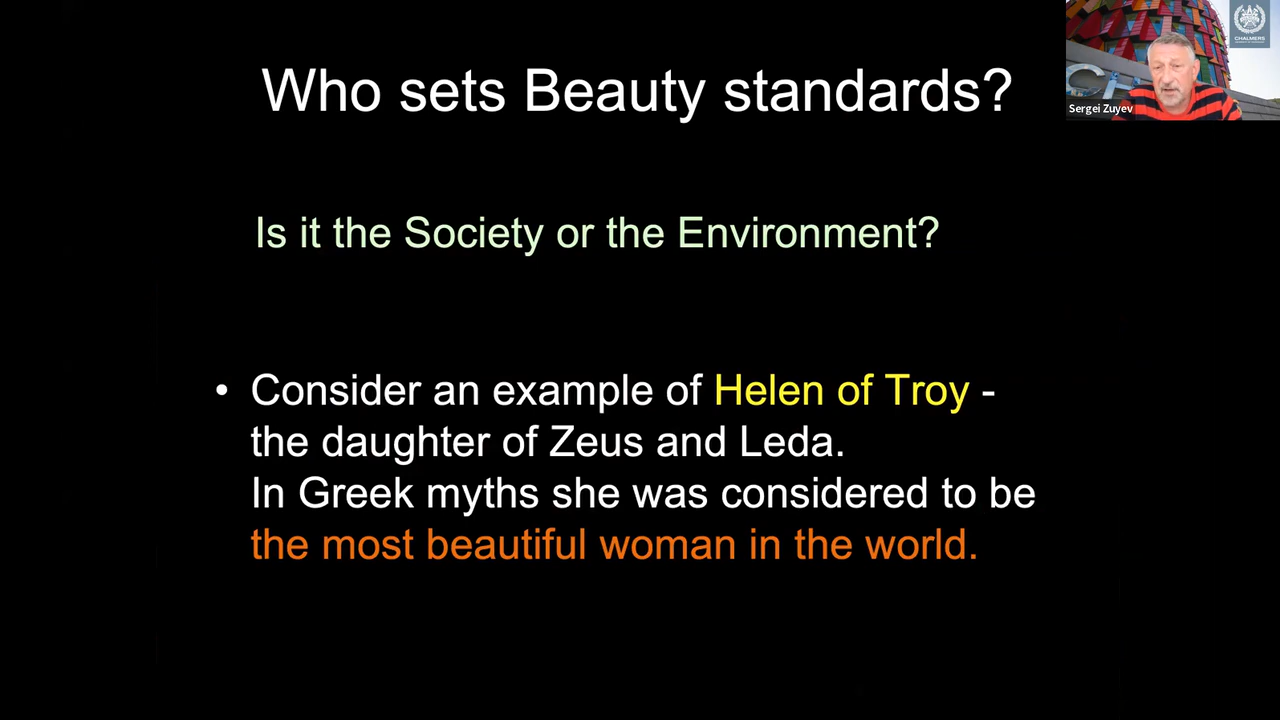 Who sets Beauty standards?
CHALMERS
Sergei Zuyev
Is it the Society or the Environment?
• Consider an example of Helen of Troy -
the daughter of Zeus and Leda.
In Greek myths she was considered to be
the most beautiful woman in the world.